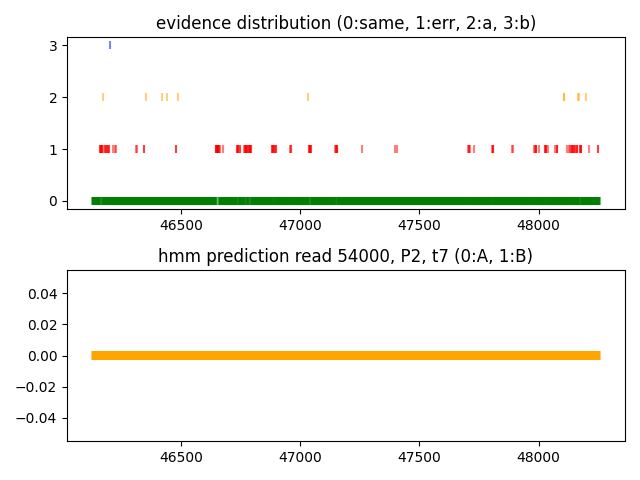 evidence distribution (0:same, 1:err, 2:a, 3:b)
3
2
1
0
46500 47000 47500 48000
hmm prediction read 54000, P2, t7 (0:A, 1:B)
0.04
0.02
0.00
−0.02
−0.04
46500 47000 47500 48000